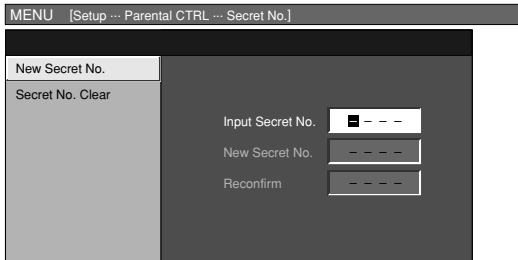 MENU [Setup ··· Parental CTRL ··· Secret No.]
New Secret No.
Secret No. Clear
Input Secret No. – – – –
New Secret No. – – – –
Reconfirm – – – –